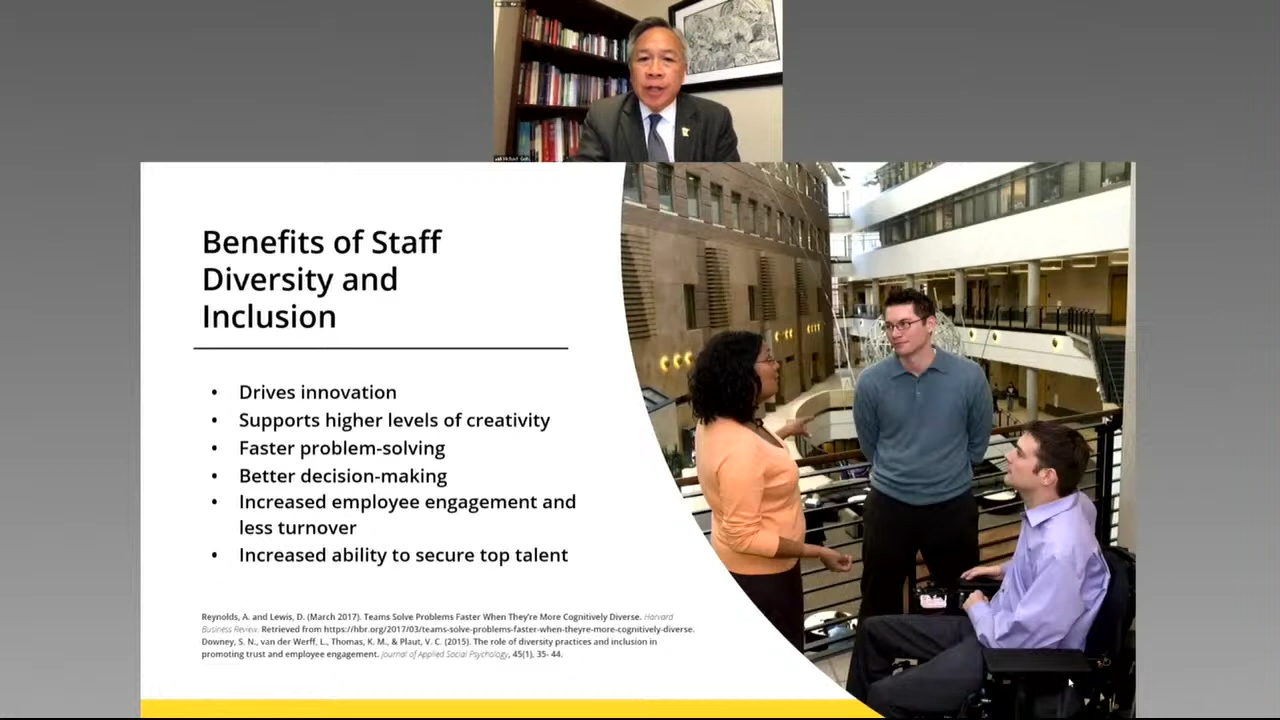 Benefits of Staff
Diversity and
Inclusion
• Drives innovation
• Supports higher levels of creativity
• Faster problem-solving
• Better decision-making
• Increased employee engagement and
less turnover
• Increased ability to secure top talent
Reynolds, A. and Lewis, D. (March 2017). Teams Solve Problems Faster When They're More Cognitively Diverse. Harvard
Business Review. Retrieved from https://hbr.org/2017/03/teams-solve-problems-faster-when-theyre-more-cognitively-diverse.
Downey, S. N., van der Werff, L., Thomas, K. M., & Plaut, V. C. (2015). The role of diversity practices and inclusion in
promoting trust and employee engagement. Journal of Applied Social Psychology, 45(1), 35- 44.